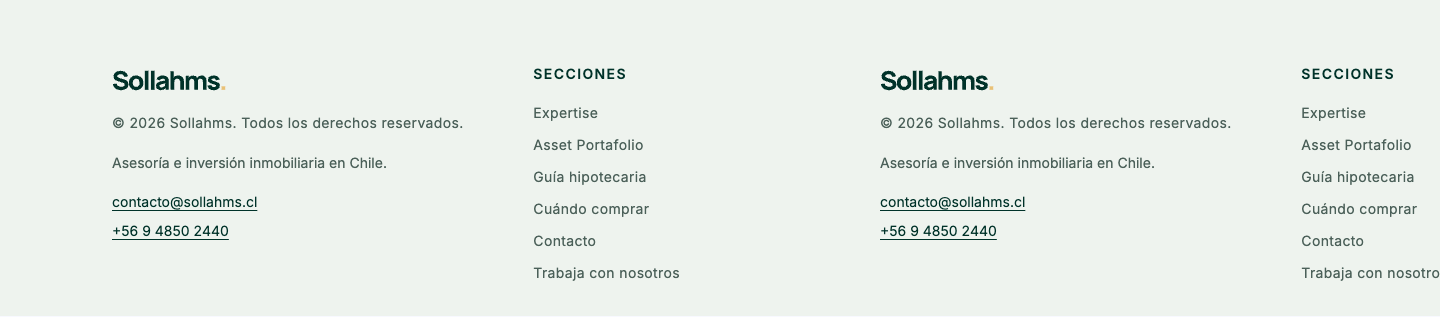 Sollahms.
© 2026 Sollahms. Todos los derechos reservados.
Asesoría e inversión inmobiliaria en Chile.
contacto@sollahms.cl
+56 9 4850 2440
SECCIONES
Expertise
Asset Portafolio
Guía hipotecaria
Cuándo comprar
Contacto
Trabaja con nosotros
Sollahms.
© 2026 Sollahms. Todos los derechos reservados.
Asesoría e inversión inmobiliaria en Chile.
contacto@sollahms.cl
+56 9 4850 2440
SECCIONES
Expertise
Asset Portafolio
Guía hipotecaria
Cuándo comprar
Contacto
Trabaja con nosotro